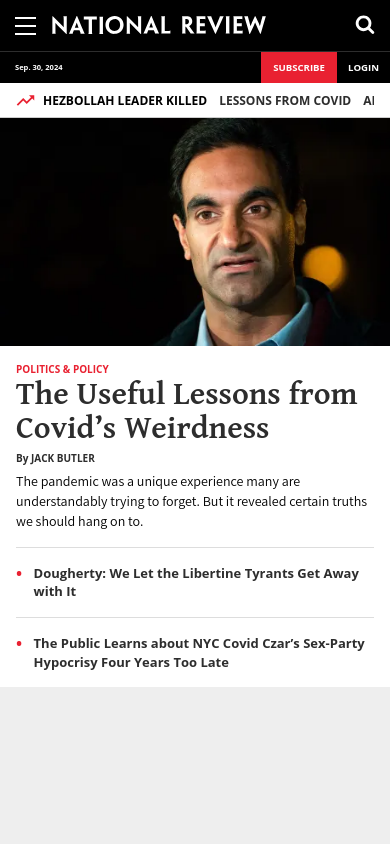 NATIONAL REVIEW
Sep. 30, 2024
SUBSCRIBE
LOGIN
HEZBOLLAH LEADER KILLED
LESSONS FROM COVID
POLITICS & POLICY
The Useful Lessons from
Covid’s Weirdness
By JACK BUTLER
The pandemic was a unique experience many are
understandably trying to forget. But it revealed certain truths
we should hang on to.
Dougherty: We Let the Libertine Tyrants Get Away
with It
The Public Learns about NYC Covid Czar’s Sex-Party
Hypocrisy Four Years Too Late